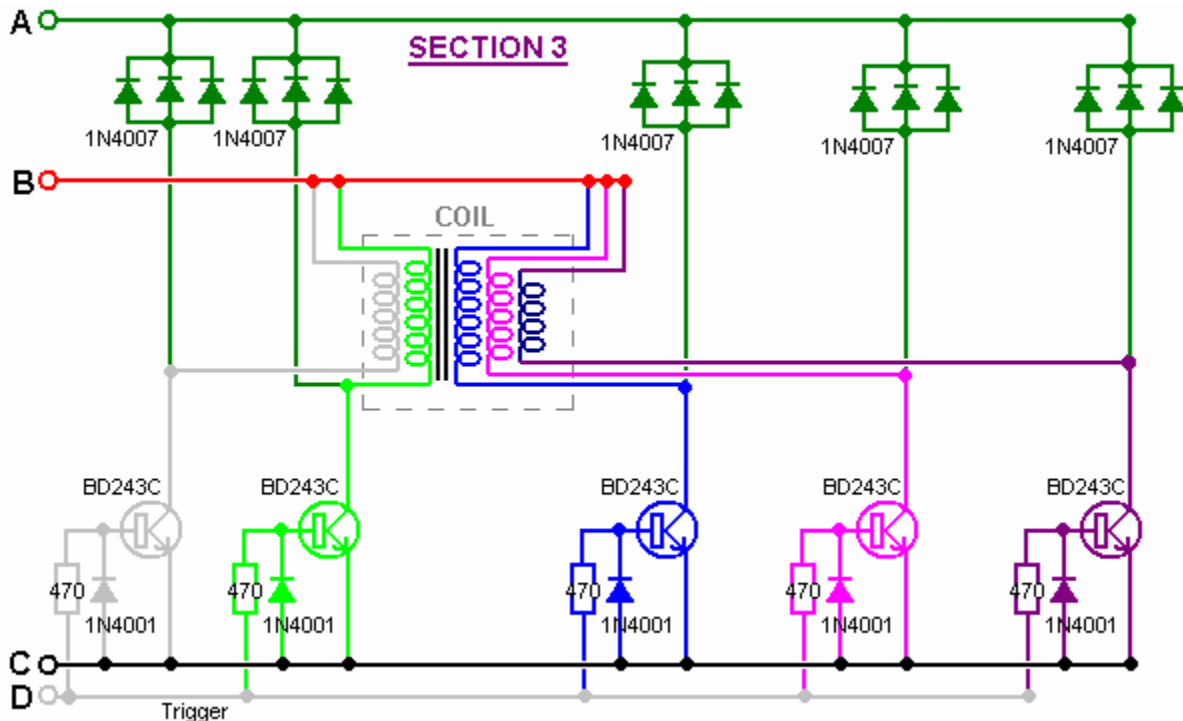 A
SECTION 3
1N4007 1N4007 1N4007 1N4007 1N4007
B
COIL
BD243C BD243C BD243C BD243C BD243C
470 470 470 470 470
1N4001 1N4001 1N4001 1N4001 1N4001
C
D
Trigger